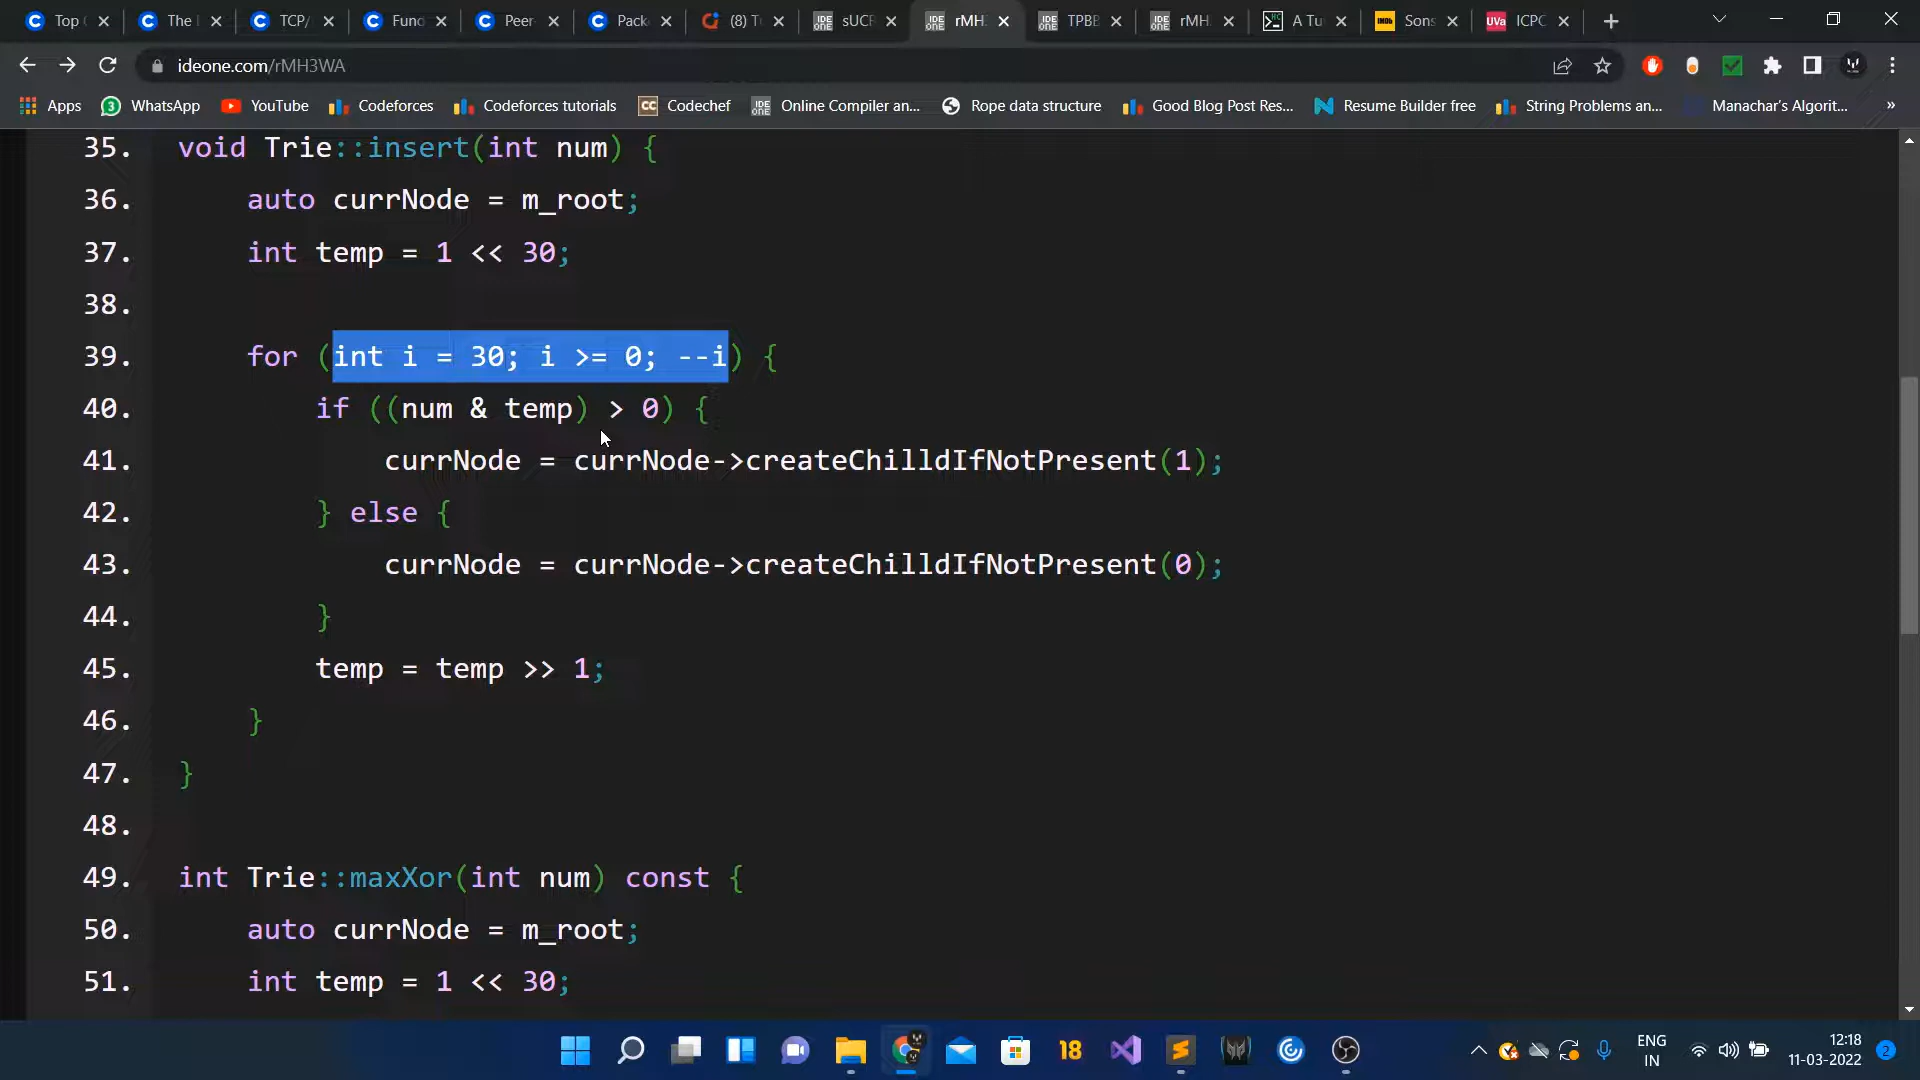 Top
The
TCP/
Func
Peer-
Pack
(8) T
sUCR
rMH
TPBE
rMH
A Tu
Sons
ICPC
ideone.com/rMH3WA
Apps
WhatsApp
YouTube
Codeforces
Codeforces tutorials
Codechef
Online Compiler an...
Rope data structure
Good Blog Post Res...
Resume Builder free
String Problems an...
Manachar's Algorit...
»
35. void Trie::insert(int num) {
36. auto currNode = m_root;
37. int temp = 1 << 30;
38.
39. for (int i = 30; i >= 0; --i) {
40. if ((num & temp) > 0) {
41. currNode = currNode->createChilldIfNotPresent(1);
42. } else {
43. currNode = currNode->createChilldIfNotPresent(0);
44. }
45. temp = temp >> 1;
46. }
47. }
48.
49. int Trie::maxXor(int num) const {
50. auto currNode = m_root;
51. int temp = 1 << 30;
18
ENG
IN
12:18
11-03-2022
2